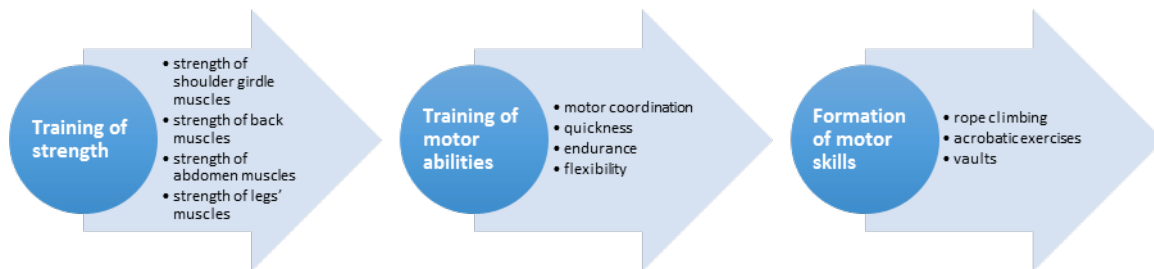 Training of
strength
• strength of
shoulder girdle
muscles
• strength of back
muscles
• strength of
abdomen muscles
• strength of legs’
muscles
Training of
motor
abilities
• motor coordination
• quickness
• endurance
• flexibility
Formation
of motor
skills
• rope climbing
• acrobatic exercises
• vaults